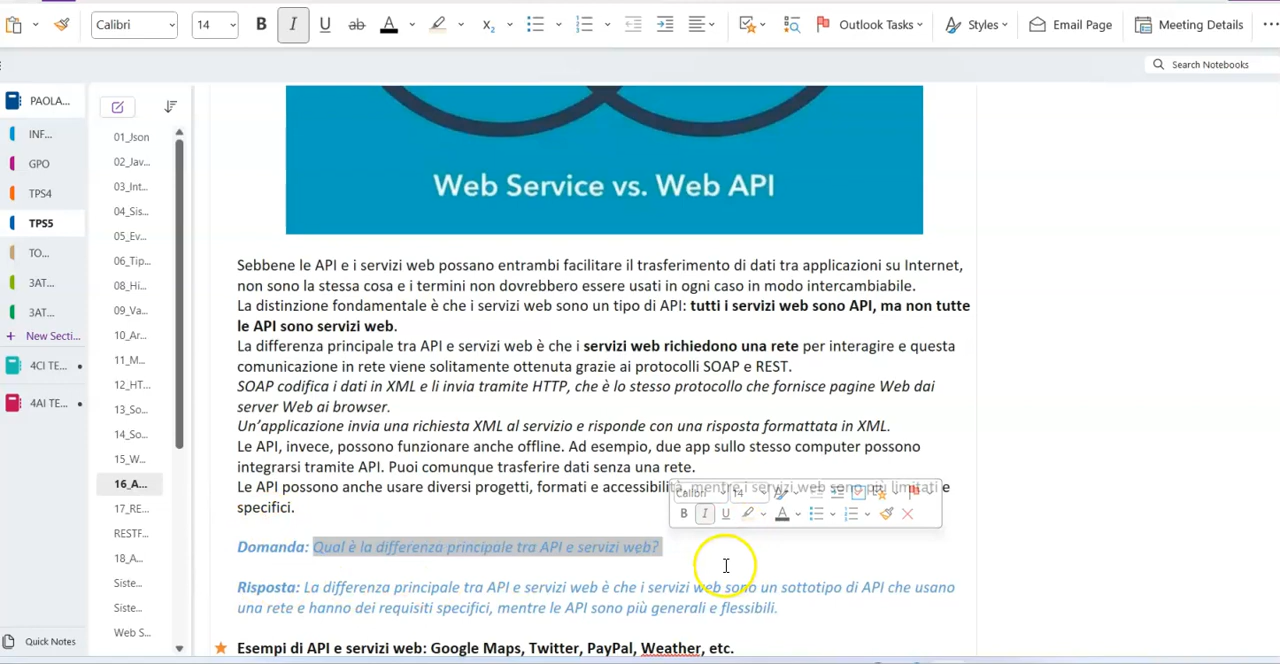 Calibri
14
Outlook Tasks
Styles
Email Page
Meeting Details
Search Notebooks
PAOLA...
INF...
GPO
TPS4
TPS5
TO...
3AT...
3AT...
New Secti...
4CI TE...
4AI TE...
Quick Notes
01_Json
02_Jav...
03_Int...
04_Sis...
05_Ev...
06_Tip...
08_Hi...
09_Va...
10_Ar...
11_M...
12_HT...
13_So...
14_So...
15_W...
16_A...
17_RE...
RESTF...
18_A...
Siste...
Siste...
Web S...
Web Service vs. Web API
Sebbene le API e i servizi web possano entrambi facilitare il trasferimento di dati tra applicazioni su Internet,
non sono la stessa cosa e i termini non dovrebbero essere usati in ogni caso in modo intercambiabile.
La distinzione fondamentale è che i servizi web sono un tipo di API: tutti i servizi web sono API, ma non tutte
le API sono servizi web.
La differenza principale tra API e servizi web è che i servizi web richiedono una rete per interagire e questa
comunicazione in rete viene solitamente ottenuta grazie ai protocolli SOAP e REST.
SOAP codifica i dati in XML e li invia tramite HTTP, che è lo stesso protocollo che fornisce pagine Web dai
server Web ai browser.
Un'applicazione invia una richiesta XML al servizio e risponde con una risposta formattata in XML.
Le API, invece, possono funzionare anche offline. Ad esempio, due app sullo stesso computer possono
integrarsi tramite API. Puoi comunque trasferire dati senza una rete.
Le API possono anche usare diversi progetti, formati e accessibilità, mentre i servizi web sono più limitati e
specifici.
Calibri
14
Domanda: Qual è la differenza principale tra API e servizi web?
Risposta: La differenza principale tra API e servizi web è che i servizi web sono un sottotipo di API che usano
una rete e hanno dei requisiti specifici, mentre le API sono più generali e flessibili.
Esempi di API e servizi web: Google Maps, Twitter, PayPal, Weather, etc.